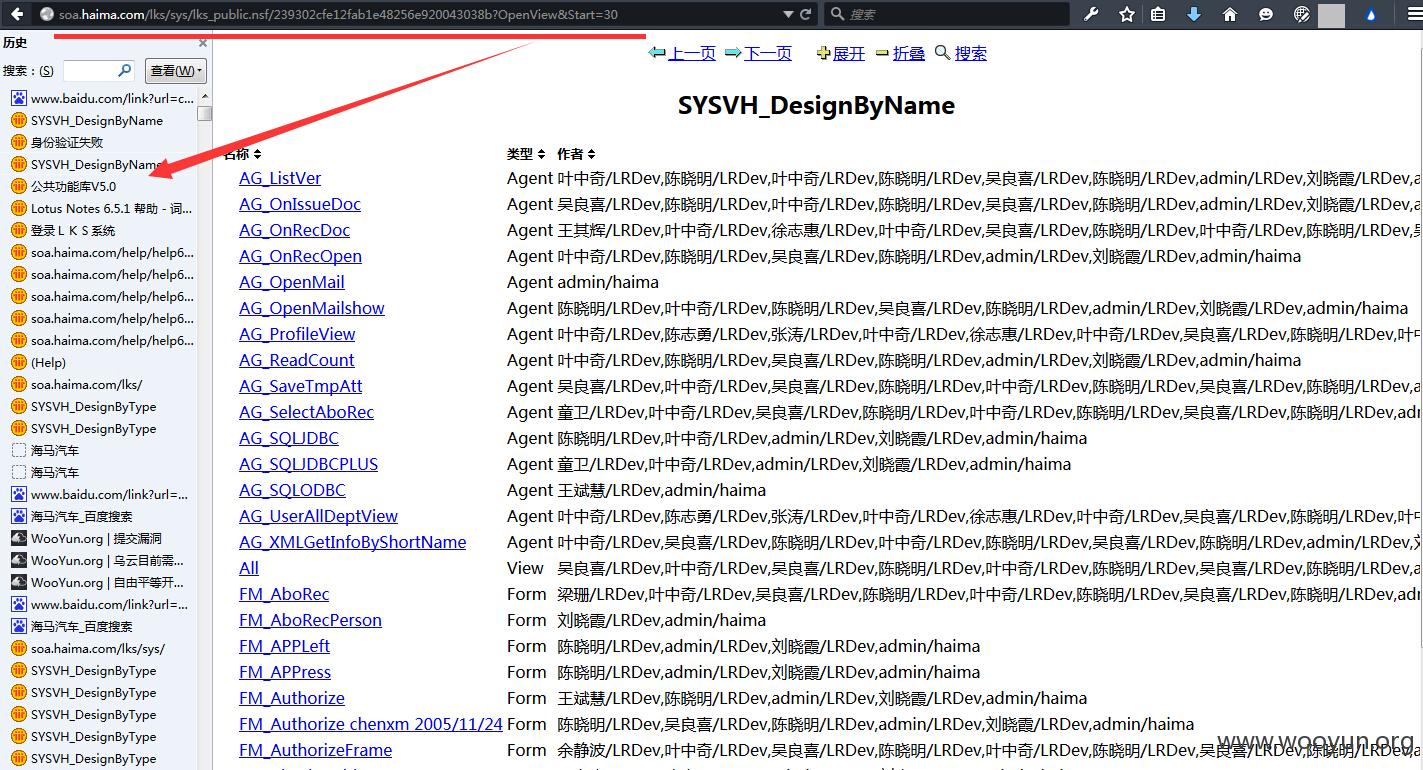 soa.haima.com/lks/sys/lks_public.nsf/239302cfe12fab1e48256e920043038b?OpenView&Start=30
搜索
历史
搜索：(S)
查看(W)
www.baidu.com/link?url=c...
SYSVH_DesignByName
身份验证失败
SYSVH_DesignByName
公共功能库V5.0
Lotus Notes 6.5.1 帮助 - 词...
登录ＬＫＳ系统
soa.haima.com/help/help6...
soa.haima.com/help/help6...
soa.haima.com/help/help6...
soa.haima.com/help/help6...
soa.haima.com/help/help6...
(Help)
soa.haima.com/lks/
SYSVH_DesignByType
SYSVH_DesignByType
海马汽车
海马汽车
www.baidu.com/link?url=...
海马汽车_百度搜索
WooYun.org | 提交漏洞
WooYun.org | 乌云目前需...
WooYun.org | 自由平等开...
www.baidu.com/link?url=...
海马汽车_百度搜索
soa.haima.com/lks/sys/
SYSVH_DesignByType
SYSVH_DesignByType
SYSVH_DesignByType
SYSVH_DesignByType
SYSVH_DesignByType
上一页 下一页 展开 折叠 搜索
SYSVH_DesignByName
名称 类型 作者
AG_ListVer Agent 叶中奇/LRDev,陈晓明/LRDev,叶中奇/LRDev,陈晓明/LRDev,吴良喜/LRDev,陈晓明/LRDev,admin/LRDev,刘晓霞/LRDev,a
AG_OnIssueDoc Agent 吴良喜/LRDev,陈晓明/LRDev,叶中奇/LRDev,陈晓明/LRDev,吴良喜/LRDev,陈晓明/LRDev,admin/LRDev,刘晓霞/LRDev,a
AG_OnRecDoc Agent 王其辉/LRDev,叶中奇/LRDev,徐志惠/LRDev,叶中奇/LRDev,吴良喜/LRDev,陈晓明/LRDev,叶中奇/LRDev,陈晓明/LRDev,吴
AG_OnRecOpen Agent 叶中奇/LRDev,陈晓明/LRDev,吴良喜/LRDev,陈晓明/LRDev,admin/LRDev,刘晓霞/LRDev,admin/haima
AG_OpenMail Agent admin/haima
AG_OpenMailshow Agent 陈晓明/LRDev,叶中奇/LRDev,陈晓明/LRDev,吴良喜/LRDev,陈晓明/LRDev,admin/LRDev,刘晓霞/LRDev,admin/haima
AG_ProfileView Agent 叶中奇/LRDev,陈志勇/LRDev,张涛/LRDev,叶中奇/LRDev,徐志惠/LRDev,叶中奇/LRDev,吴良喜/LRDev,陈晓明/LRDev,叶中
AG_ReadCount Agent 叶中奇/LRDev,陈晓明/LRDev,吴良喜/LRDev,陈晓明/LRDev,admin/LRDev,刘晓霞/LRDev,admin/haima
AG_SaveTmpAtt Agent 吴良喜/LRDev,叶中奇/LRDev,吴良喜/LRDev,陈晓明/LRDev,叶中奇/LRDev,陈晓明/LRDev,吴良喜/LRDev,陈晓明/LRDev,a
AG_SelectAboRec Agent 童卫/LRDev,叶中奇/LRDev,吴良喜/LRDev,陈晓明/LRDev,叶中奇/LRDev,陈晓明/LRDev,吴良喜/LRDev,陈晓明/LRDev,adm
AG_SQLJDBC Agent 陈晓明/LRDev,叶中奇/LRDev,admin/LRDev,刘晓霞/LRDev,admin/haima
AG_SQLJDBCPLUS Agent 童卫/LRDev,叶中奇/LRDev,admin/LRDev,刘晓霞/LRDev,admin/haima
AG_SQLODBC Agent 王斌慧/LRDev,admin/haima
AG_UserAllDeptView Agent 叶中奇/LRDev,陈志勇/LRDev,张涛/LRDev,叶中奇/LRDev,徐志惠/LRDev,叶中奇/LRDev,吴良喜/LRDev,陈晓明/LRDev,叶中
AG_XMLGetInfoByShortName Agent 叶中奇/LRDev,吴良喜/LRDev,陈晓明/LRDev,叶中奇/LRDev,陈晓明/LRDev,吴良喜/LRDev,陈晓明/LRDev,admin/LRDev,刘
All View 吴良喜/LRDev,叶中奇/LRDev,吴良喜/LRDev,陈晓明/LRDev,叶中奇/LRDev,陈晓明/LRDev,吴良喜/LRDev,陈晓明/LRDev,a
FM_AboRec Form 梁珊/LRDev,叶中奇/LRDev,吴良喜/LRDev,陈晓明/LRDev,叶中奇/LRDev,陈晓明/LRDev,吴良喜/LRDev,陈晓明/LRDev,adm
FM_AboRecPerson Form 刘晓霞/LRDev,admin/haima
FM_APPLeft Form 陈晓明/LRDev,admin/LRDev,刘晓霞/LRDev,admin/haima
FM_APPress Form 陈晓明/LRDev,admin/LRDev,刘晓霞/LRDev,admin/haima
FM_Authorize Form 王斌慧/LRDev,陈晓明/LRDev,admin/LRDev,刘晓霞/LRDev,admin/haima
FM_Authorize chenxm 2005/11/24 Form 陈晓明/LRDev,吴良喜/LRDev,陈晓明/LRDev,admin/LRDev,刘晓霞/LRDev,admin/haima
FM_AuthorizeFrame Form 余静波/LRDev,叶中奇/LRDev,吴良喜/LRDev,陈晓明/LRDev,叶中奇/LRDev,陈晓明/LRDev,吴良喜/LRDev,陈晓明/LRDev,a
www.wooyun.org